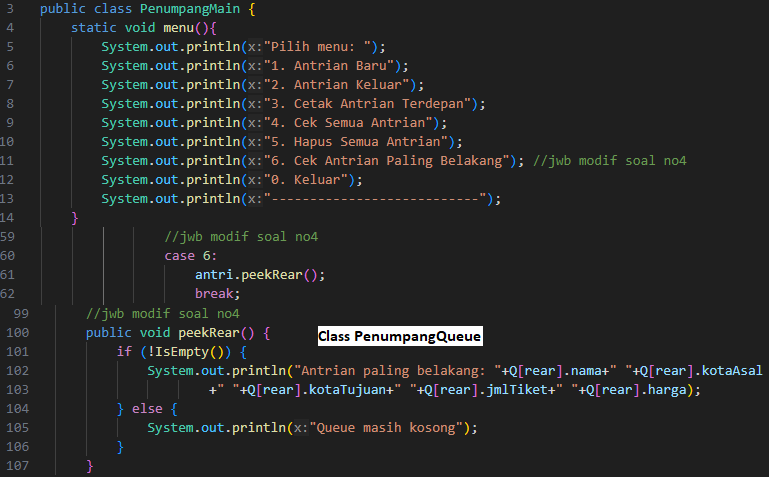 3 public class PenumpangMain {
4 static void menu(){
5 System.out.println(x:"Pilih menu: ");
6 System.out.println(x:"1. Antrian Baru");
7 System.out.println(x:"2. Antrian Keluar");
8 System.out.println(x:"3. Cetak Antrian Terdepan");
9 System.out.println(x:"4. Cek Semua Antrian");
10 System.out.println(x:"5. Hapus Semua Antrian");
11 System.out.println(x:"6. Cek Antrian Paling Belakang"); //jwb modif soal no4
12 System.out.println(x:"0. Keluar");
13 System.out.println(x:"---------------------------");
14 }
59 //jwb modif soal no4
60 case 6:
61 antri.peekRear();
62 break;
99 //jwb modif soal no4
100 public void peekRear() { Class PenumpangQueue
101 if (!IsEmpty()) {
102 System.out.println("Antrian paling belakang: "+Q[rear].nama+" "+Q[rear].kotaAsal
103 +" "+Q[rear].kotaTujuan+" "+Q[rear].jmlTiket+" "+Q[rear].harga);
104 } else {
105 System.out.println(x:"Queue masih kosong");
106 }
107 }